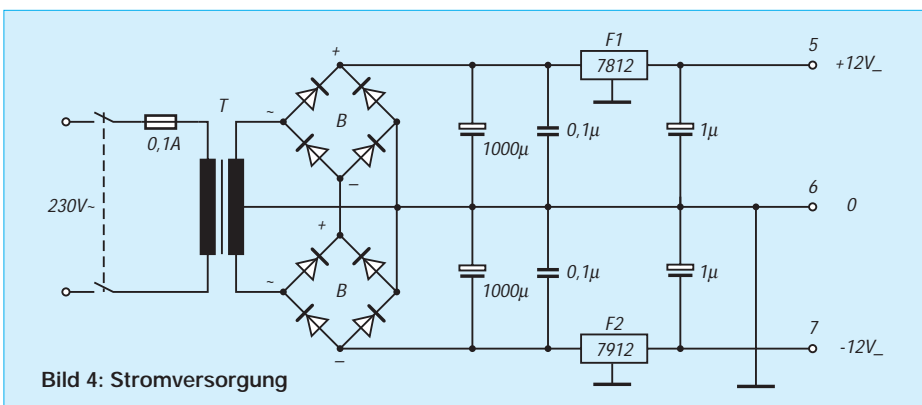 F1
5
+
7812
+12V_
T
~
B
0,1A
1000µ
0,1µ
1µ
–
6
230V~
0
+
~
B
1000µ
0,1µ
1µ
F2
7
–
7912
-12V_
Bild 4: Stromversorgung